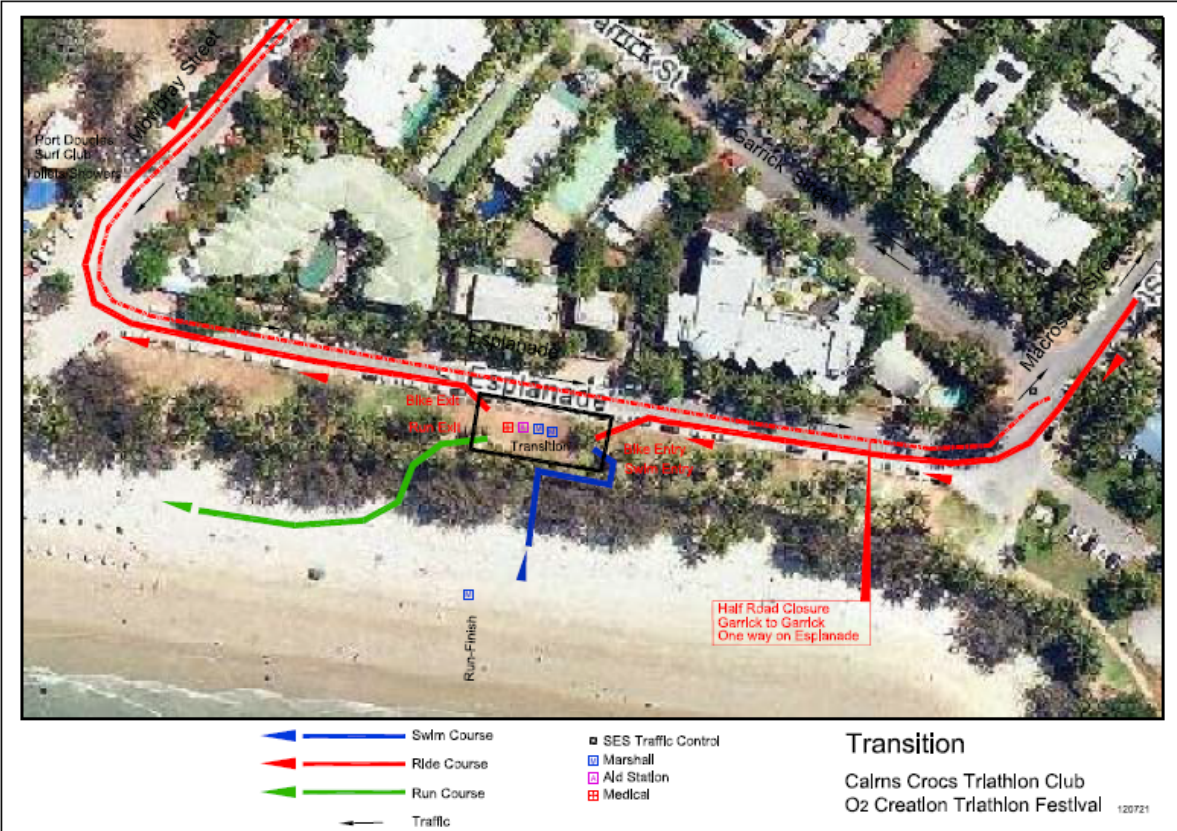 Mowbray Street
Port Douglas
Surf Club
Toilets Showers
Garrick Street
Macrossan Street
Esplanade
Esplanade
Bike Exit
Run Exit
Transition
Bike Entry
Swim Entry
Run-Finish
Half Road Closure
Garrick to Garrick
One way on Esplanade
Swim Course
Ride Course
Run Course
Traffic
SES Traffic Control
M Marshall
A Aid Station
Medical
Transition
Cairns Crocs Triathlon Club
O2 Creation Triathlon Festival 120721